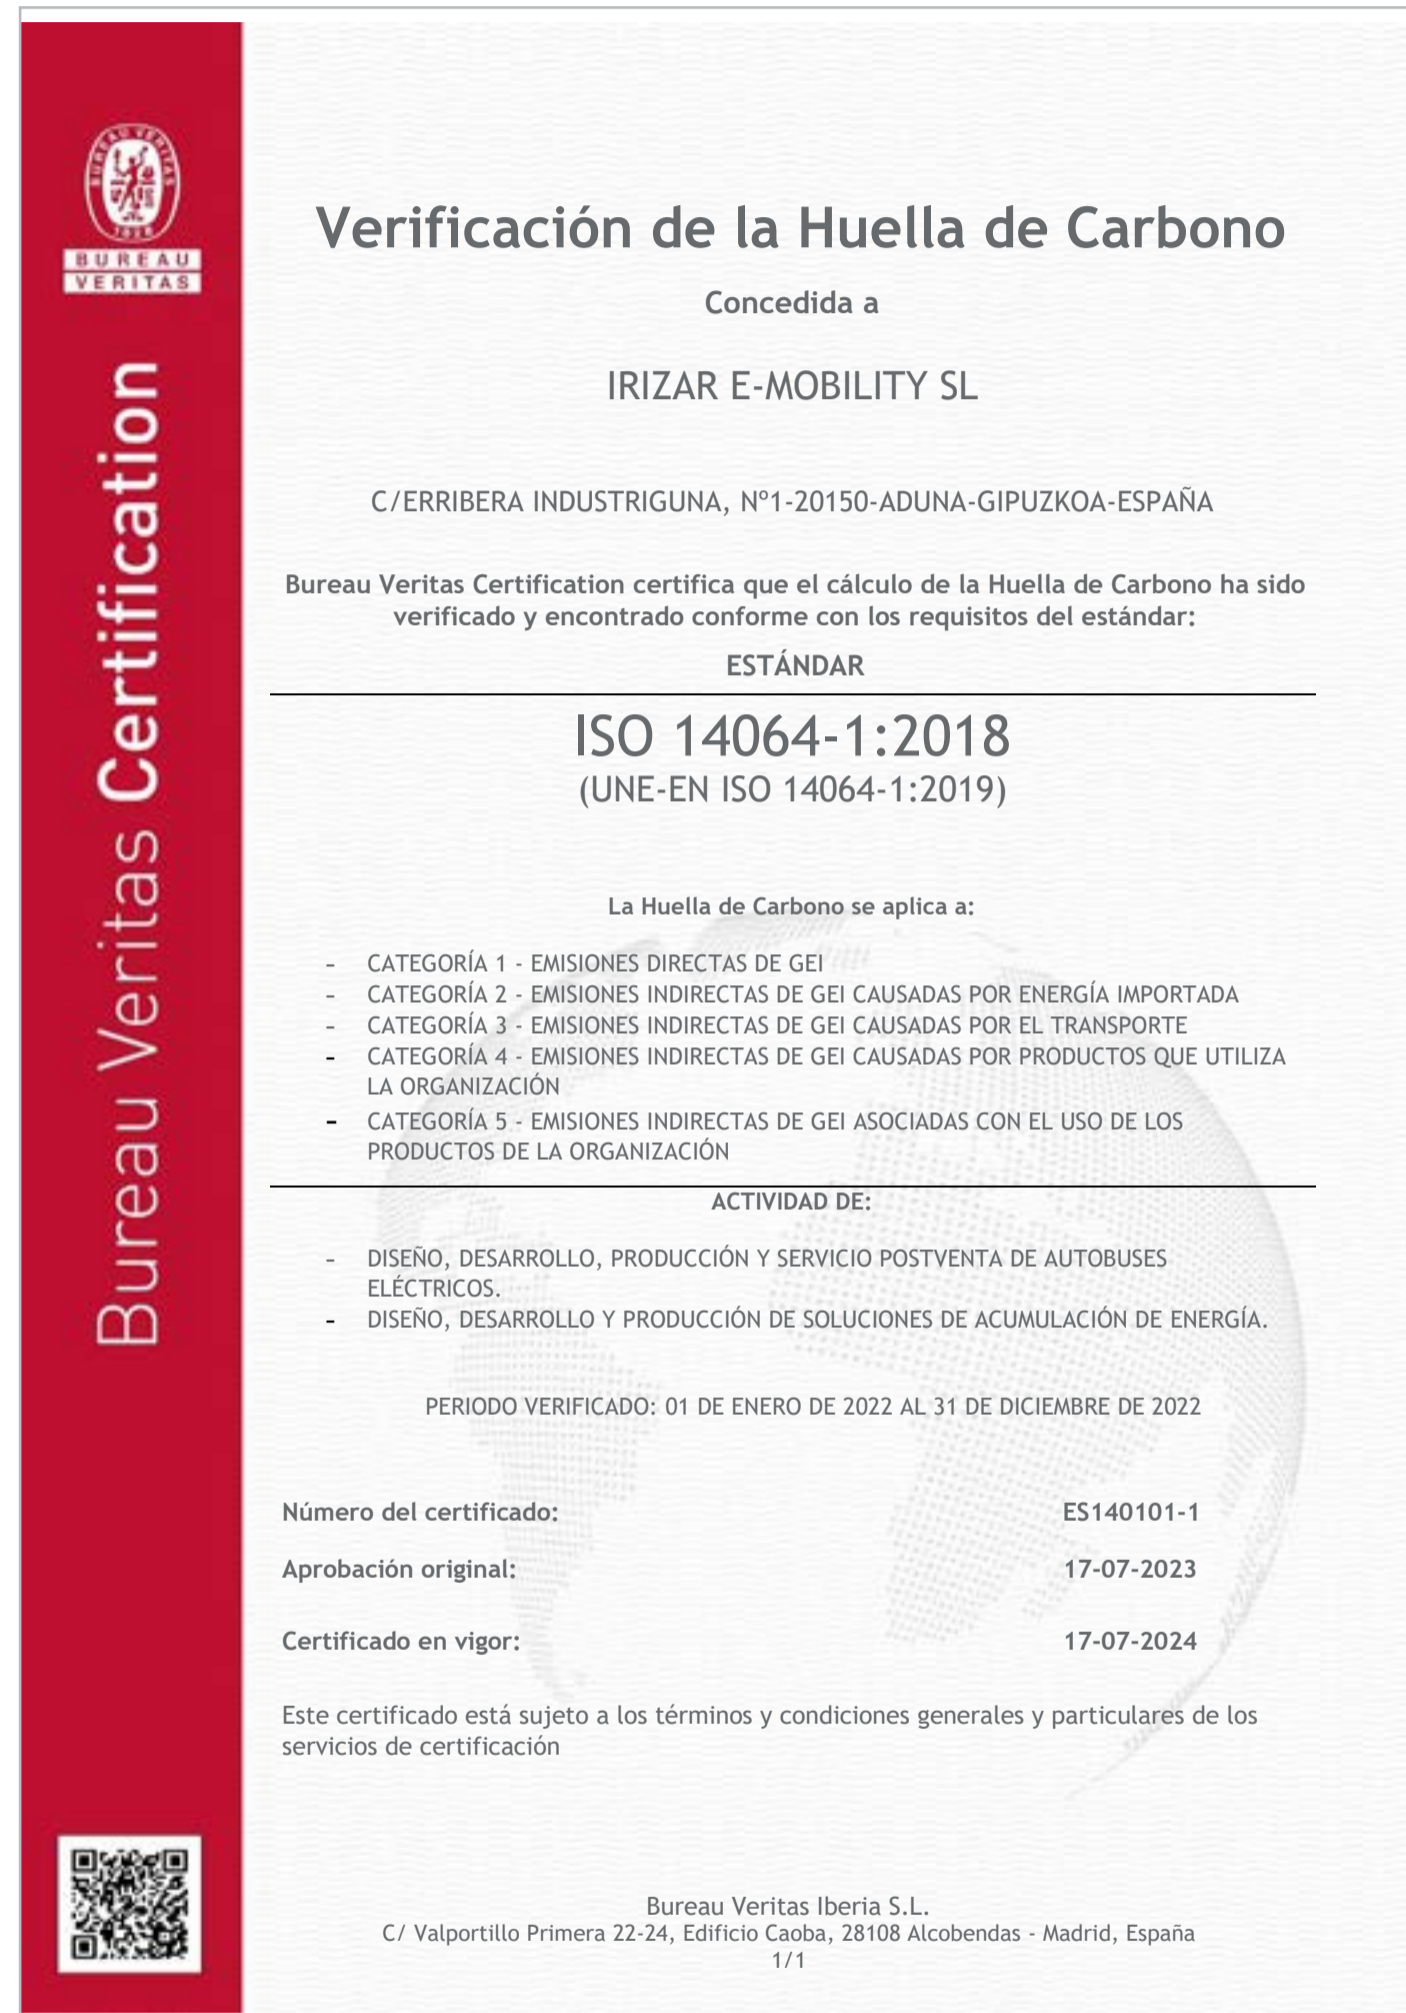 BUREAU VERITAS
1828
BUREAU
VERITAS
Bureau Veritas Certification
Verificación de la Huella de Carbono
Concedida a
IRIZAR E-MOBILITY SL
C/ERRIBERA INDUSTRIGUNA, Nº1-20150-ADUNA-GIPUZKOA-ESPAÑA
Bureau Veritas Certification certifica que el cálculo de la Huella de Carbono ha sido
verificado y encontrado conforme con los requisitos del estándar:
ESTÁNDAR
ISO 14064-1:2018
(UNE-EN ISO 14064-1:2019)
La Huella de Carbono se aplica a:
- CATEGORÍA 1 - EMISIONES DIRECTAS DE GEI
- CATEGORÍA 2 - EMISIONES INDIRECTAS DE GEI CAUSADAS POR ENERGÍA IMPORTADA
- CATEGORÍA 3 - EMISIONES INDIRECTAS DE GEI CAUSADAS POR EL TRANSPORTE
- CATEGORÍA 4 - EMISIONES INDIRECTAS DE GEI CAUSADAS POR PRODUCTOS QUE UTILIZA
LA ORGANIZACIÓN
- CATEGORÍA 5 - EMISIONES INDIRECTAS DE GEI ASOCIADAS CON EL USO DE LOS
PRODUCTOS DE LA ORGANIZACIÓN
ACTIVIDAD DE:
- DISEÑO, DESARROLLO, PRODUCCIÓN Y SERVICIO POSTVENTA DE AUTOBUSES
ELÉCTRICOS.
- DISEÑO, DESARROLLO Y PRODUCCIÓN DE SOLUCIONES DE ACUMULACIÓN DE ENERGÍA.
PERIODO VERIFICADO: 01 DE ENERO DE 2022 AL 31 DE DICIEMBRE DE 2022
Número del certificado: ES140101-1
Aprobación original: 17-07-2023
Certificado en vigor: 17-07-2024
Este certificado está sujeto a los términos y condiciones generales y particulares de los
servicios de certificación
Bureau Veritas Iberia S.L.
C/ Valportillo Primera 22-24, Edificio Caoba, 28108 Alcobendas - Madrid, España
1/1